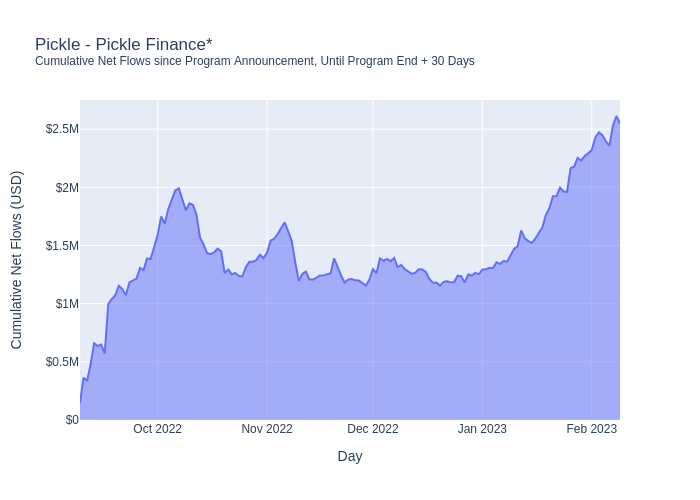 Pickle - Pickle Finance*
Cumulative Net Flows since Program Announcement, Until Program End + 30 Days
Cumulative Net Flows (USD)
$2.5M
$2M
$1.5M
$1M
$0.5M
$0
Oct 2022
Nov 2022
Dec 2022
Jan 2023
Feb 2023
Day